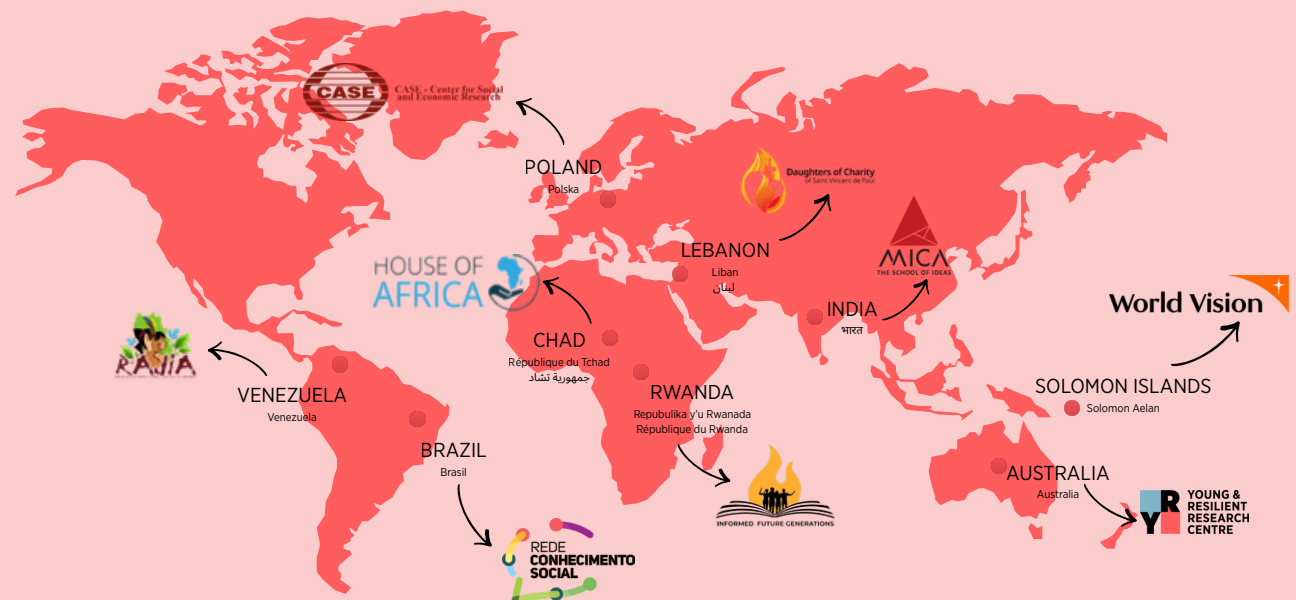 CASE
CASE - Center for Social
and Economic Research
POLAND
Polska
Daughters of Charity
of Saint Vincent de Paul
LEBANON
Liban
لبنان
MICA
THE SCHOOL OF IDEAS
INDIA
भारत
HOUSE OF
AFRICA
CHAD
République du Tchad
جمهورية تشاد
World Vision
RAJIA
VENEZUELA
Venezuela
RWANDA
Repubulika y'u Rwanada
République du Rwanda
SOLOMON ISLANDS
Solomon Aelan
BRAZIL
Brasil
AUSTRALIA
Australia
INFORMED FUTURE GENERATIONS
YR
YOUNG &
RESILIENT
RESEARCH
CENTRE
REDE
CONHECIMENTO
SOCIAL